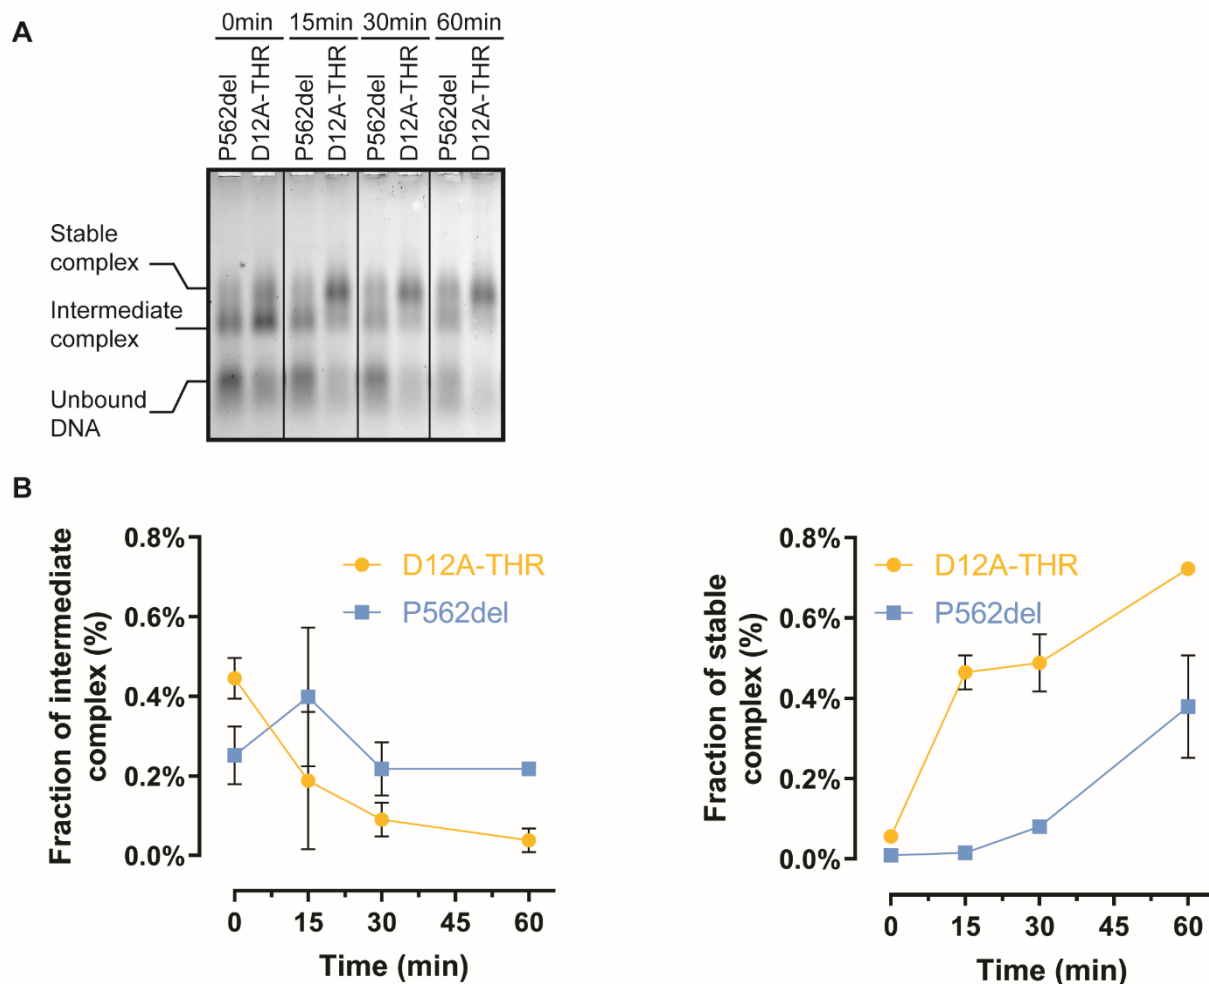 A
0min 15min 30min 60min
P562del D12A-THR P562del D12A-THR P562del D12A-THR P562del D12A-THR
Stable
complex
Intermediate
complex
Unbound
DNA
B
Fraction of intermediate
complex (%)
0.8%
0.6%
0.4%
0.2%
0.0%
D12A-THR
P562del
0 15 30 45 60
Time (min)
Fraction of stable
complex (%)
0.8%
0.6%
0.4%
0.2%
0.0%
D12A-THR
P562del
0 15 30 45 60
Time (min)